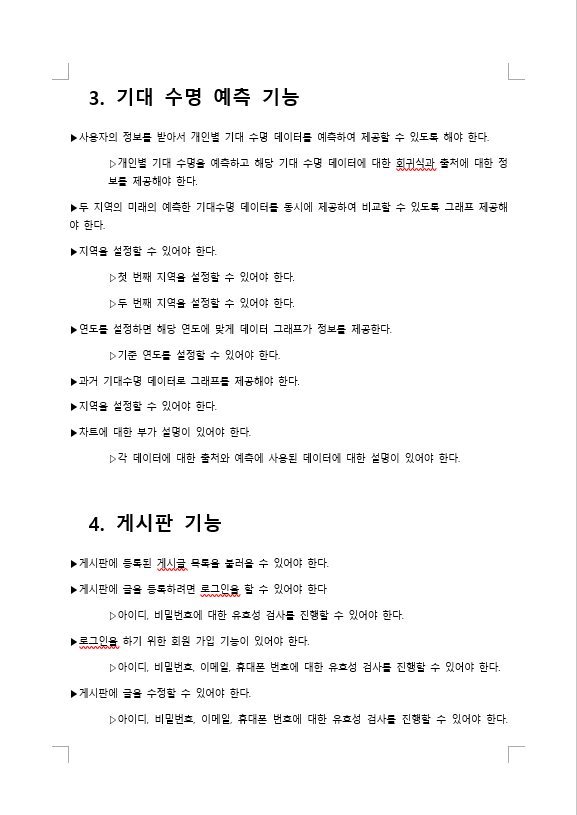 3. 기대 수명 예측 기능
▶사용자의 정보를 받아서 개인별 기대 수명 데이터를 예측하여 제공할 수 있도록 해야 한다.
▷개인별 기대 수명을 예측하고 해당 기대 수명 데이터에 대한 회귀식과 출처에 대한 정
보를 제공해야 한다.
▶두 지역의 미래의 예측한 기대수명 데이터를 동시에 제공하여 비교할 수 있도록 그래프 제공해
야 한다.
▶지역을 설정할 수 있어야 한다.
▷첫 번째 지역을 설정할 수 있어야 한다.
▷두 번째 지역을 설정할 수 있어야 한다.
▶연도를 설정하면 해당 연도에 맞게 데이터 그래프가 정보를 제공한다.
▷기준 연도를 설정할 수 있어야 한다.
▶과거 기대수명 데이터로 그래프를 제공해야 한다.
▶지역을 설정할 수 있어야 한다.
▶차트에 대한 부가 설명이 있어야 한다.
▷각 데이터에 대한 출처와 예측에 사용된 데이터에 대한 설명이 있어야 한다.
4. 게시판 기능
▶게시판에 등록된 게시글 목록을 불러올 수 있어야 한다.
▶게시판에 글을 등록하려면 로그인을 할 수 있어야 한다
▷아이디, 비밀번호에 대한 유효성 검사를 진행할 수 있어야 한다.
▶로그인을 하기 위한 회원 가입 기능이 있어야 한다.
▷아이디, 비밀번호, 이메일, 휴대폰 번호에 대한 유효성 검사를 진행할 수 있어야 한다.
▶게시판에 글을 수정할 수 있어야 한다.
▷아이디, 비밀번호, 이메일, 휴대폰 번호에 대한 유효성 검사를 진행할 수 있어야 한다.